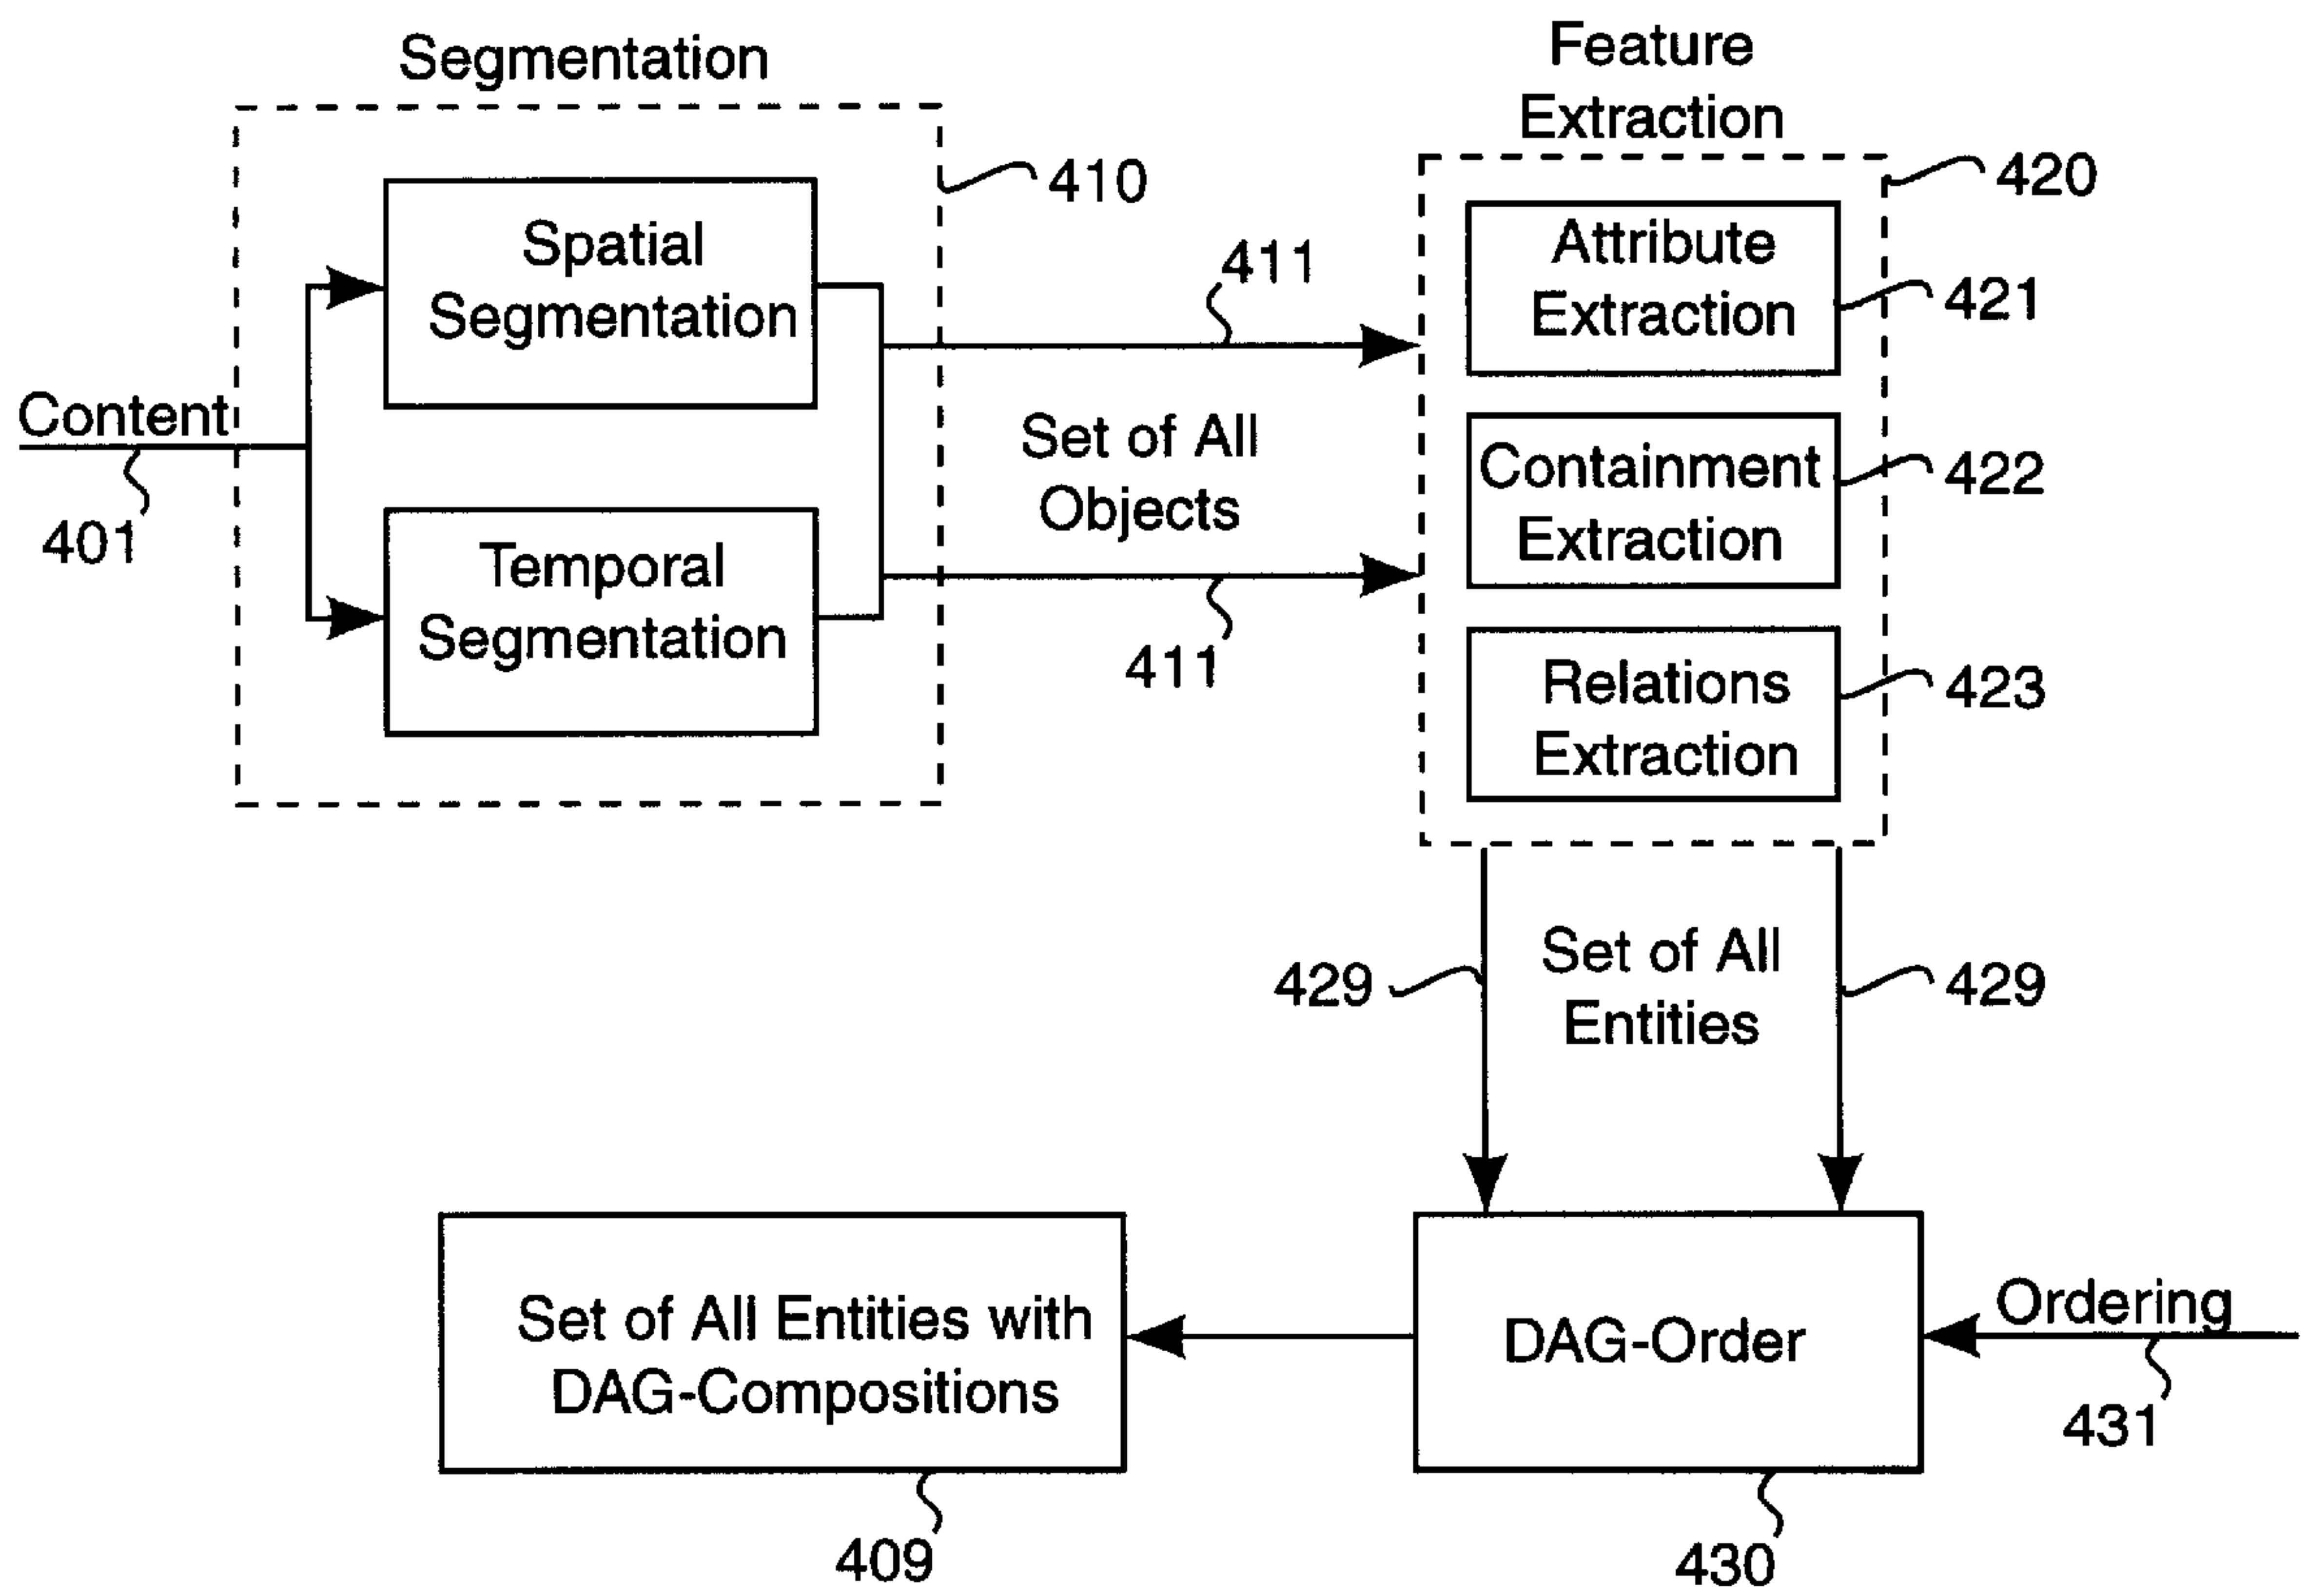 Segmentation
Feature
Extraction
410
420
Spatial
Segmentation
Attribute
Extraction
411
421
Content
Set of All
Objects
Containment
Extraction
422
401
Temporal
Segmentation
411
Relations
Extraction
423
429
Set of All
Entities
429
Set of All Entities with
DAG-Compositions
DAG-Order
Ordering
431
409
430